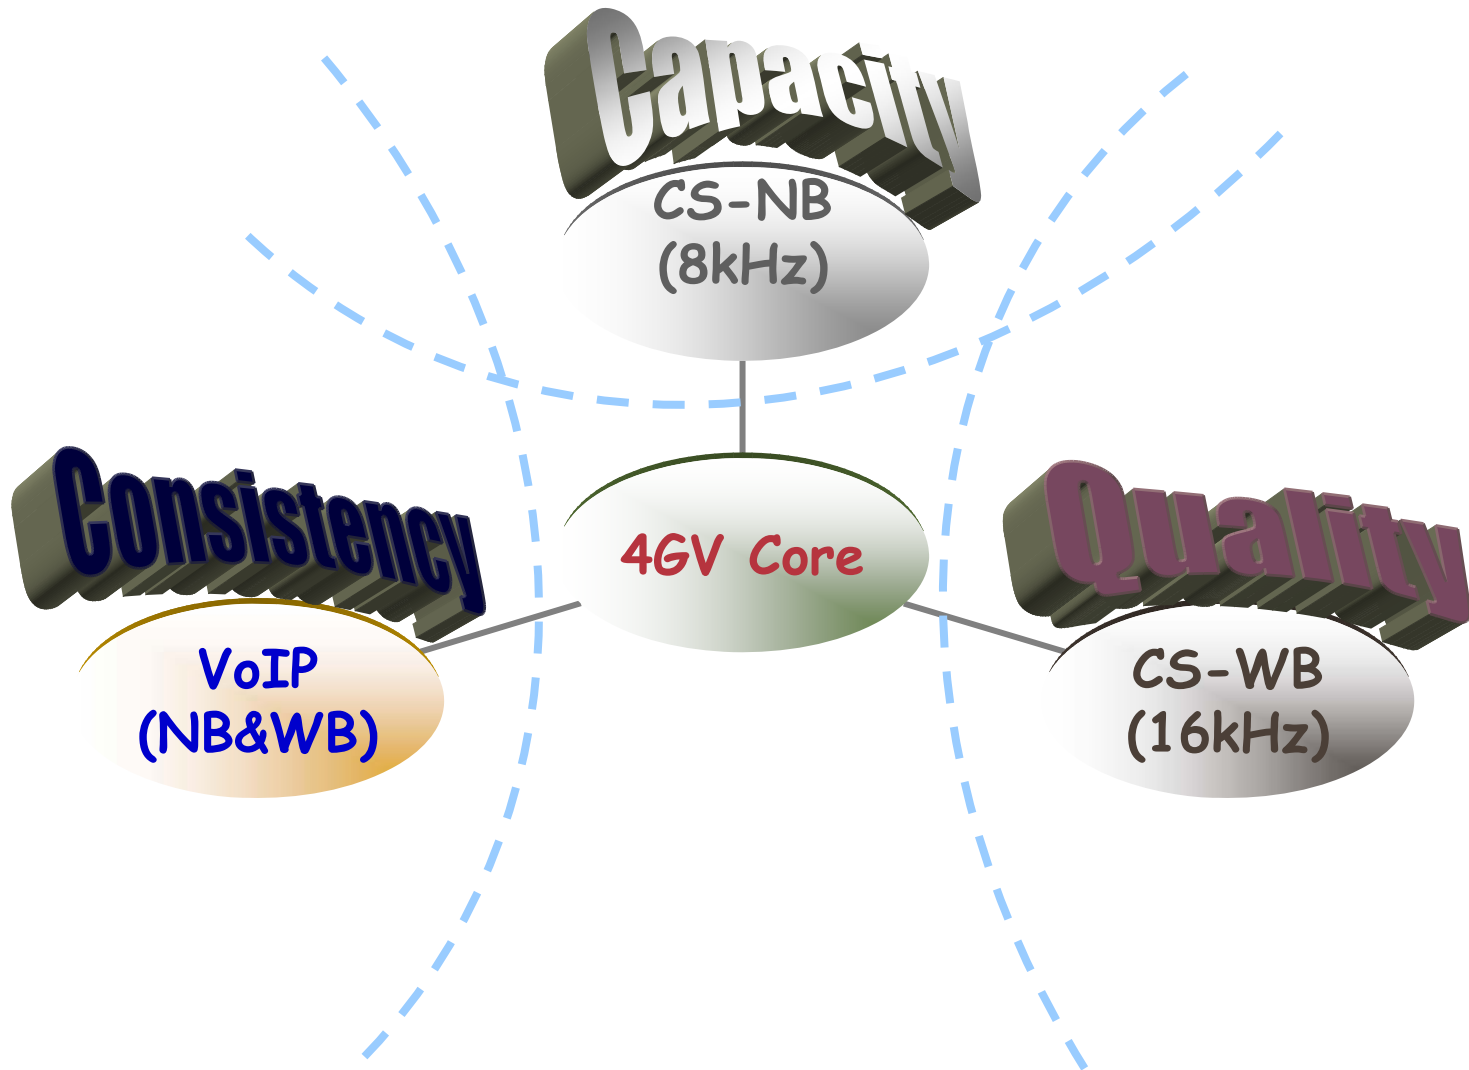 Capacity
CS-NB
(8kHz)
Consistency
VoIP
(NB&WB)
4GV Core
Quality
CS-WB
(16kHz)